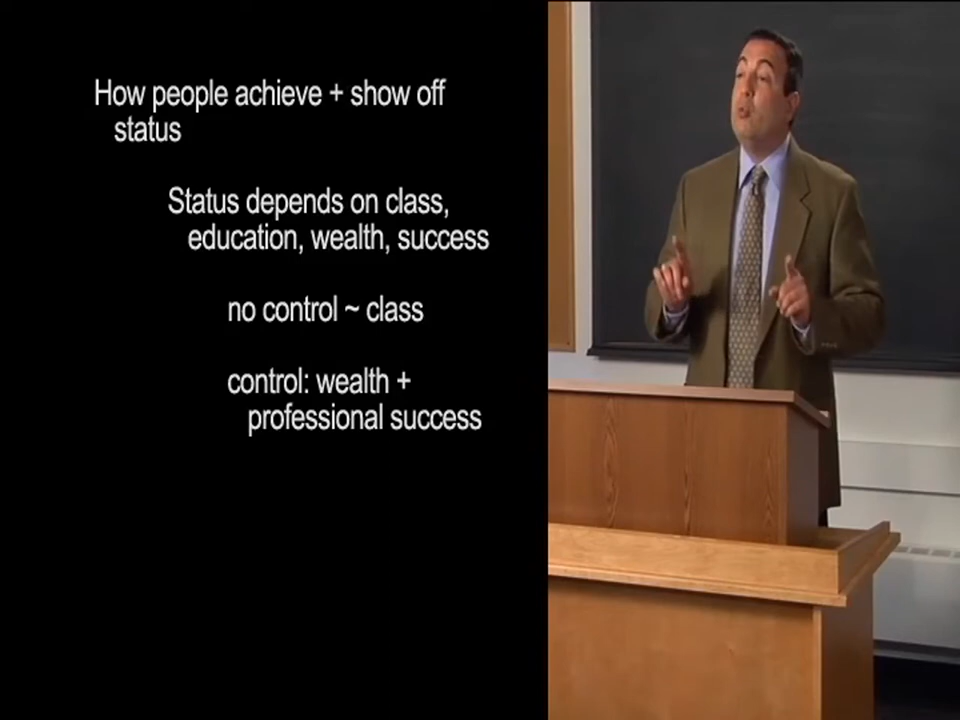 How people achieve + show off
status
Status depends on class,
education, wealth, success
no control ~ class
control: wealth +
professional success